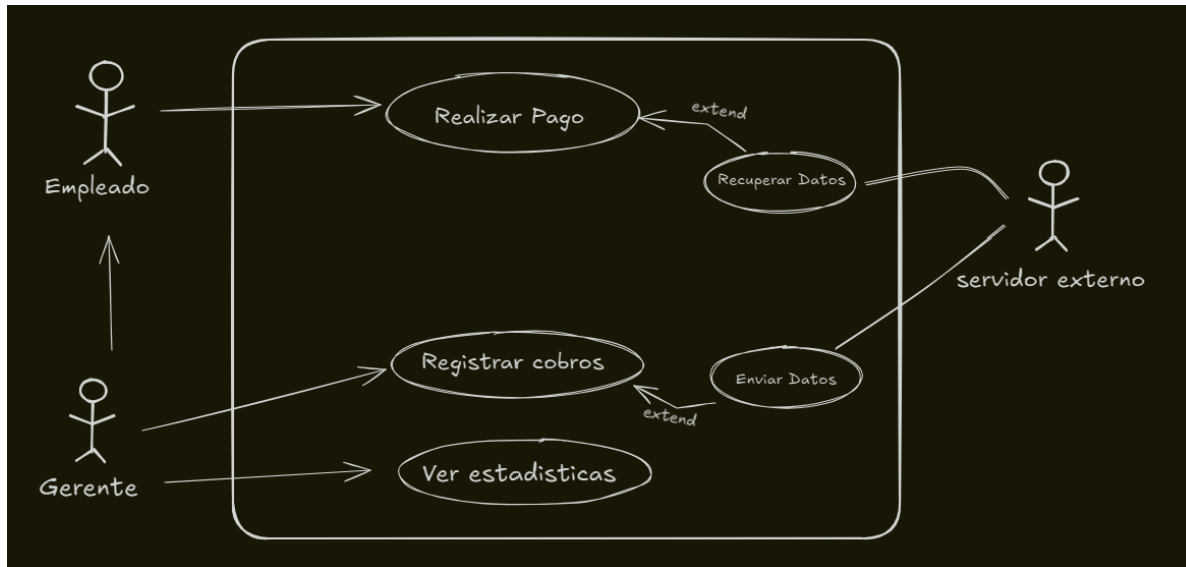 Realizar Pago
extend
Recuperar Datos
Empleado
servidor externo
Registrar cobros
Enviar Datos
extend
Ver estadisticas
Gerente